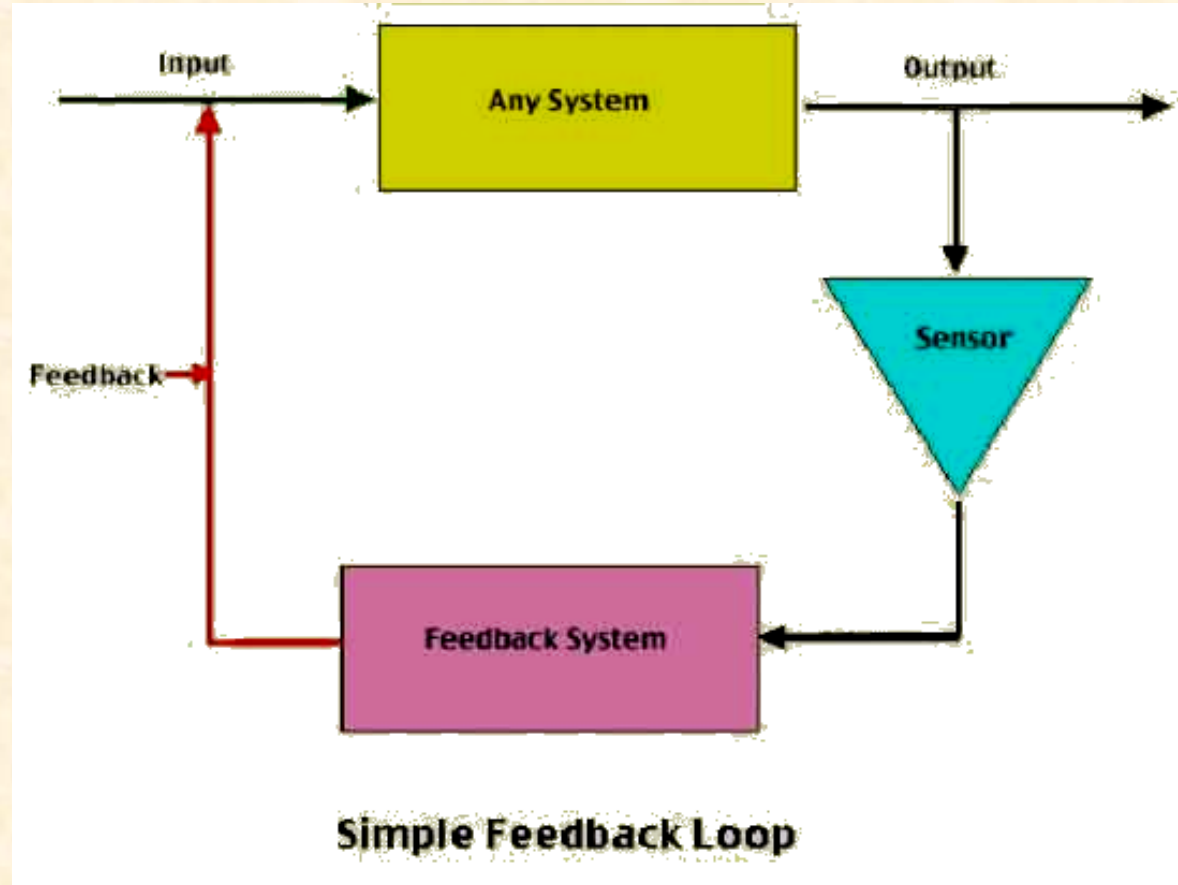 Input
Any System
Output
Sensor
Feedback
Feedback System
Simple Feedback Loop